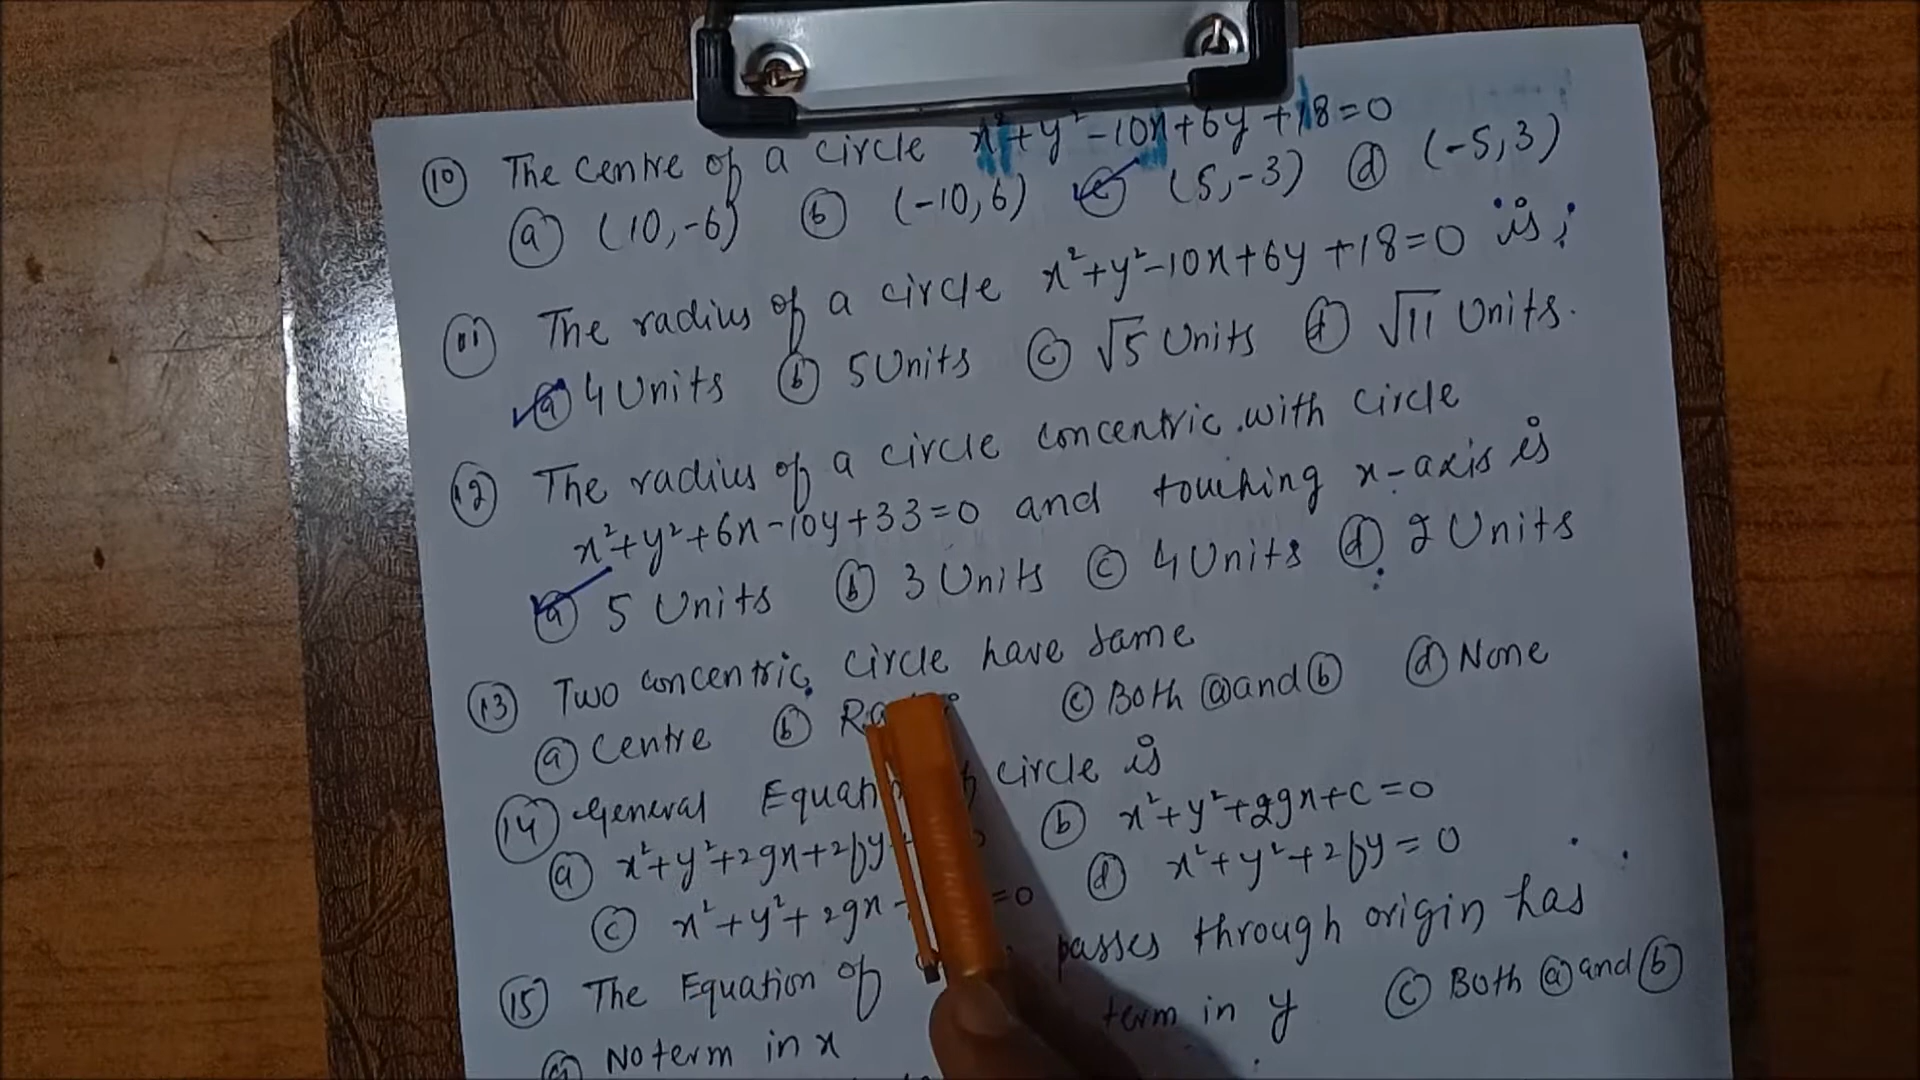 (10) The Centre of a circle x²+y²-10x+6y+18=0
(a) (10,-6) (b) (-10,6) (c) (5,-3) (d) (-5,3)
(11) The radius of a circle x²+y²-10x+6y+18=0 is;
(a) 4 Units (b) 5 Units (c) √5 Units (d) √11 Units.
(12) The radius of a circle concentric with circle
x²+y²+6x-10y+33=0 and touching x-axis is
(a) 5 Units (b) 3 Units (c) 4 Units (d) 2 Units
(13) Two concentric circle have same
(a) Centre (b) (c) Both (a) and (b) (d) None
(14) General circle is
(a) x²+y²+2gx+2fy (b) x²+y²+2gx+c=0
(c) x²+y²+2gx =0 (d) x²+y²+2fy=0
(15) The Equation of passes through origin has
(a) No term in x term in y (c) Both (a) and (b)